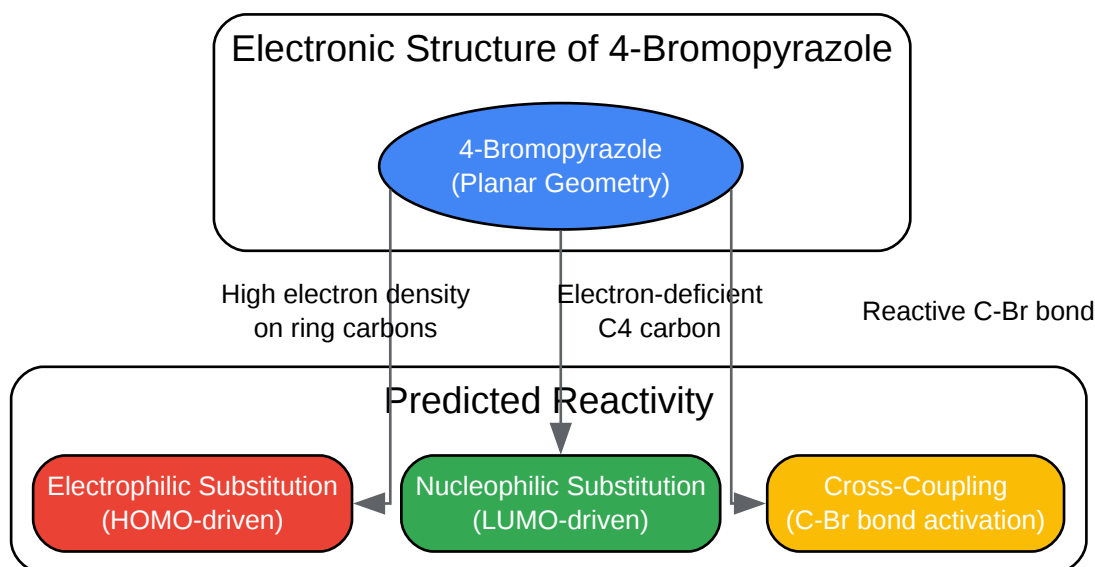 Electronic Structure of 4-Bromopyrazole
4-Bromopyrazole
(Planar Geometry)
High electron density
on ring carbons
Electron-deficient
C4 carbon
Reactive C-Br bond
Predicted Reactivity
Electrophilic Substitution
(HOMO-driven)
Nucleophilic Substitution
(LUMO-driven)
Cross-Coupling
(C-Br bond activation)